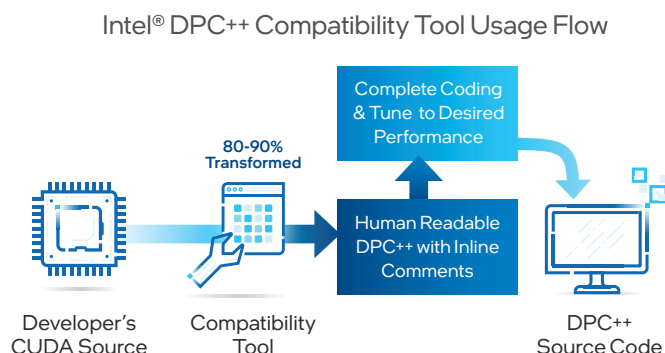 Intel® DPC++ Compatibility Tool Usage Flow
Complete Coding
& Tune to Desired
Performance
80-90%
Transformed
Human Readable
DPC++ with Inline
Comments
Developer's
CUDA Source
Compatibility
Tool
DPC++
Source Code